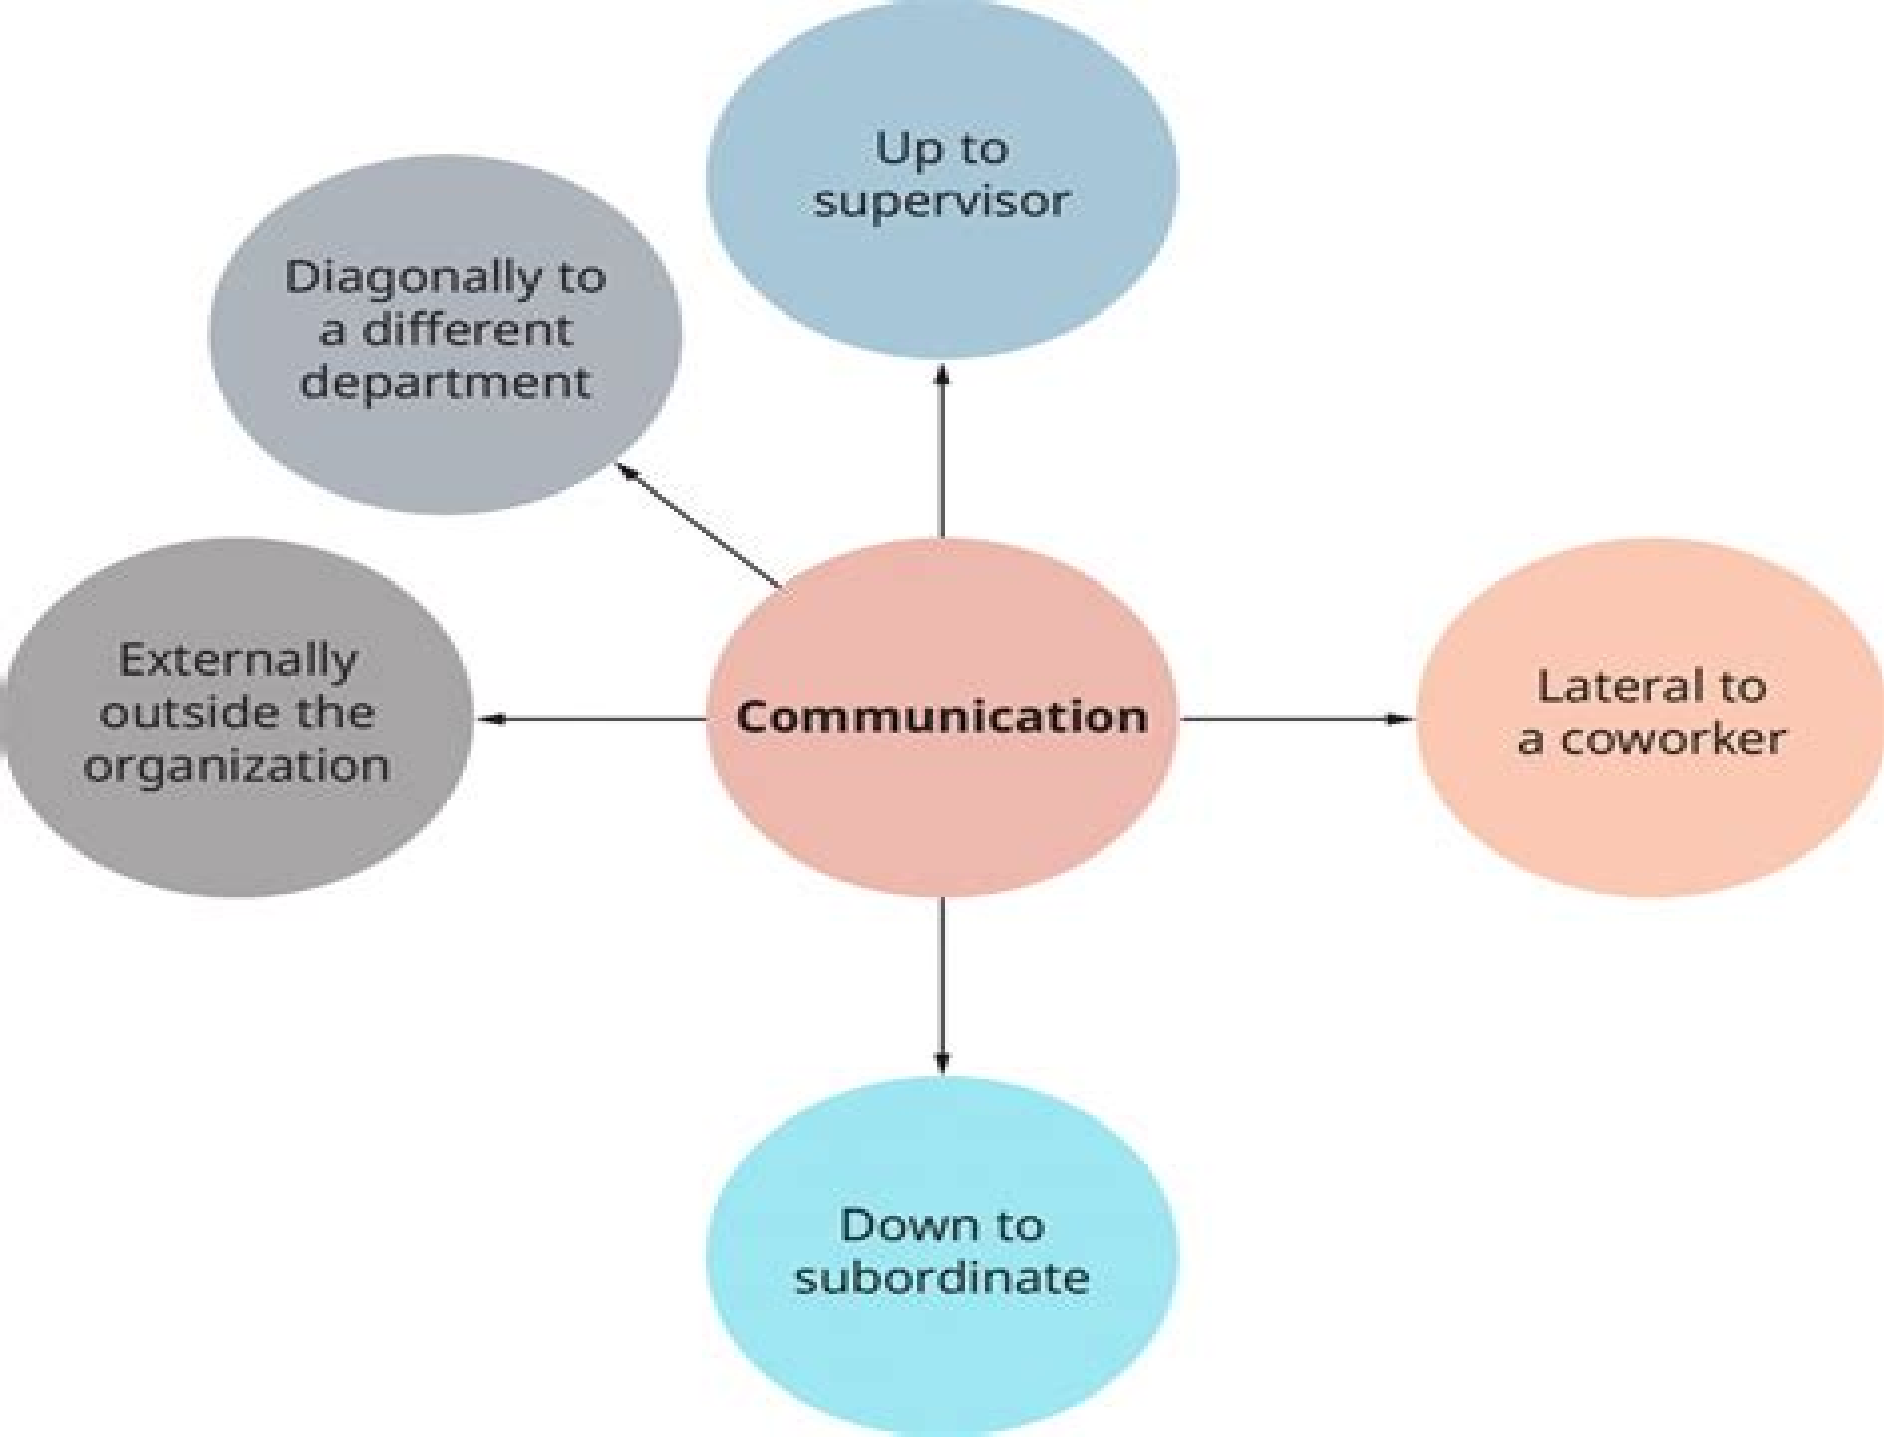 Up to
supervisor
Diagonally to
a different
department
Externally
outside the
organization
Communication
Lateral to
a coworker
Down to
subordinate